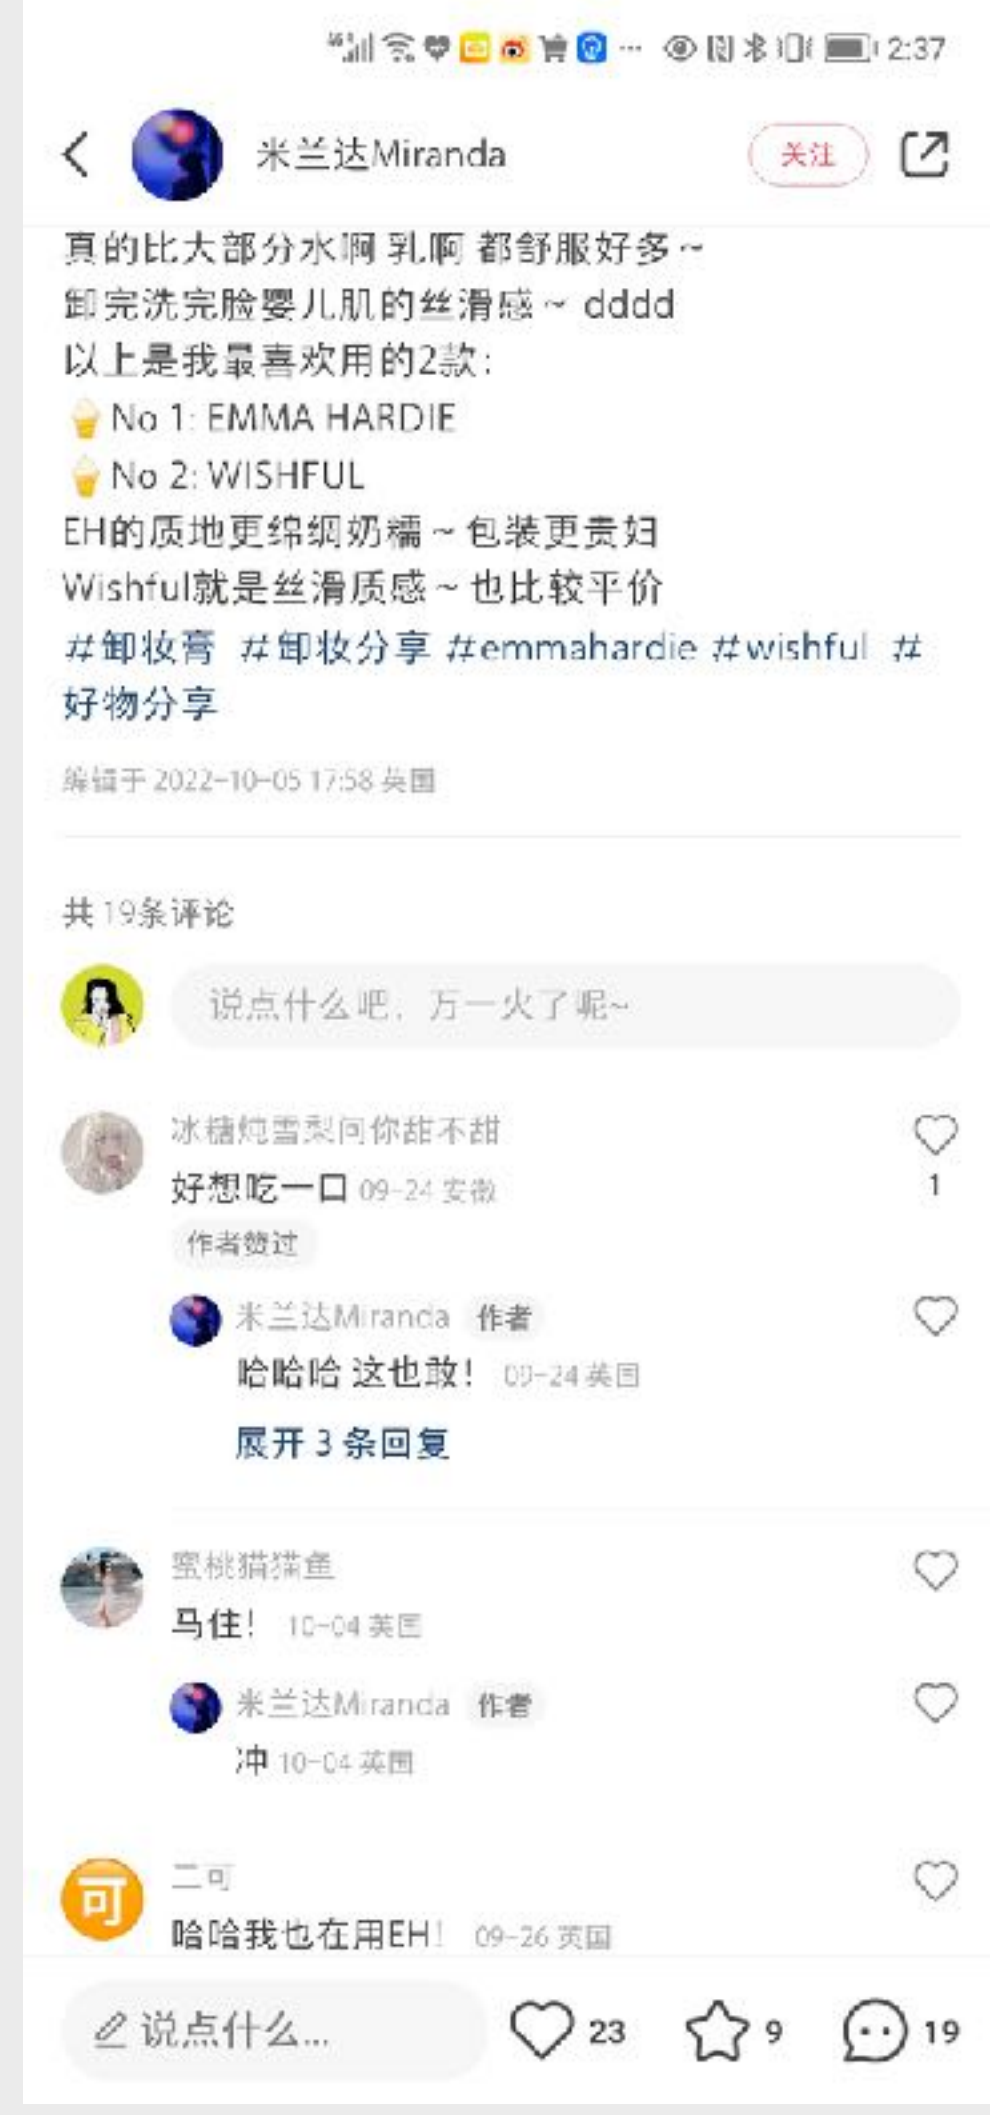 2:37
米兰达Miranda
关注
真的比大部分水啊 乳啊 都舒服好多~
卸完洗完脸婴儿肌的丝滑感~ dddd
以上是我最喜欢用的2款:
No 1: EMMA HARDIE
No 2: WISHFUL
EH的质地更绵绸奶糯~包装更贵妇
Wishful就是丝滑质感~也比较平价
#卸妆膏 #卸妆分享 #emmahardie #wishful #
好物分享
编辑于 2022-10-05 17:58 英国
共 19条评论
说点什么吧，万一火了呢~
冰糖炖雪梨问你甜不甜
好想吃一口 09-24 安徽
1
作者赞过
米兰达Miranda 作者
哈哈哈 这也敢! 09-24 英国
展开 3 条回复
蜜桃猫猫鱼
马住! 10-04 英国
米兰达Miranda 作者
冲 10-04 英国
可
二可
哈哈我也在用EH! 09-26 英国
说点什么... 23 9 19